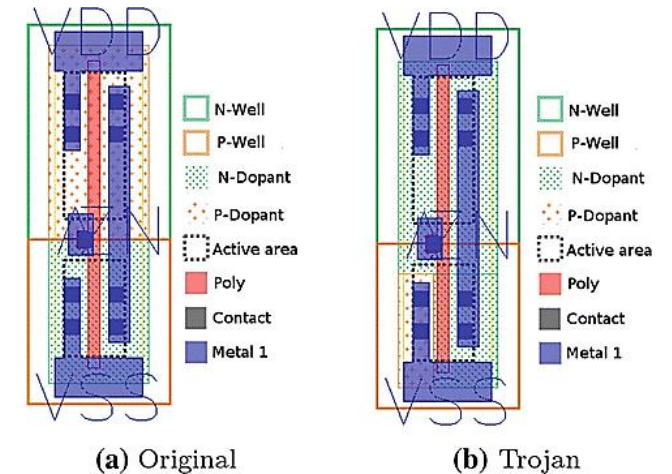 VDD
N-Well
P-Well
N-Dopant
P-Dopant
Active area
Poly
Contact
Metal 1
VSS
(a) Original
VDD
N-Well
P-Well
N-Dopant
P-Dopant
Active area
Poly
Contact
Metal 1
VSS
(b) Trojan